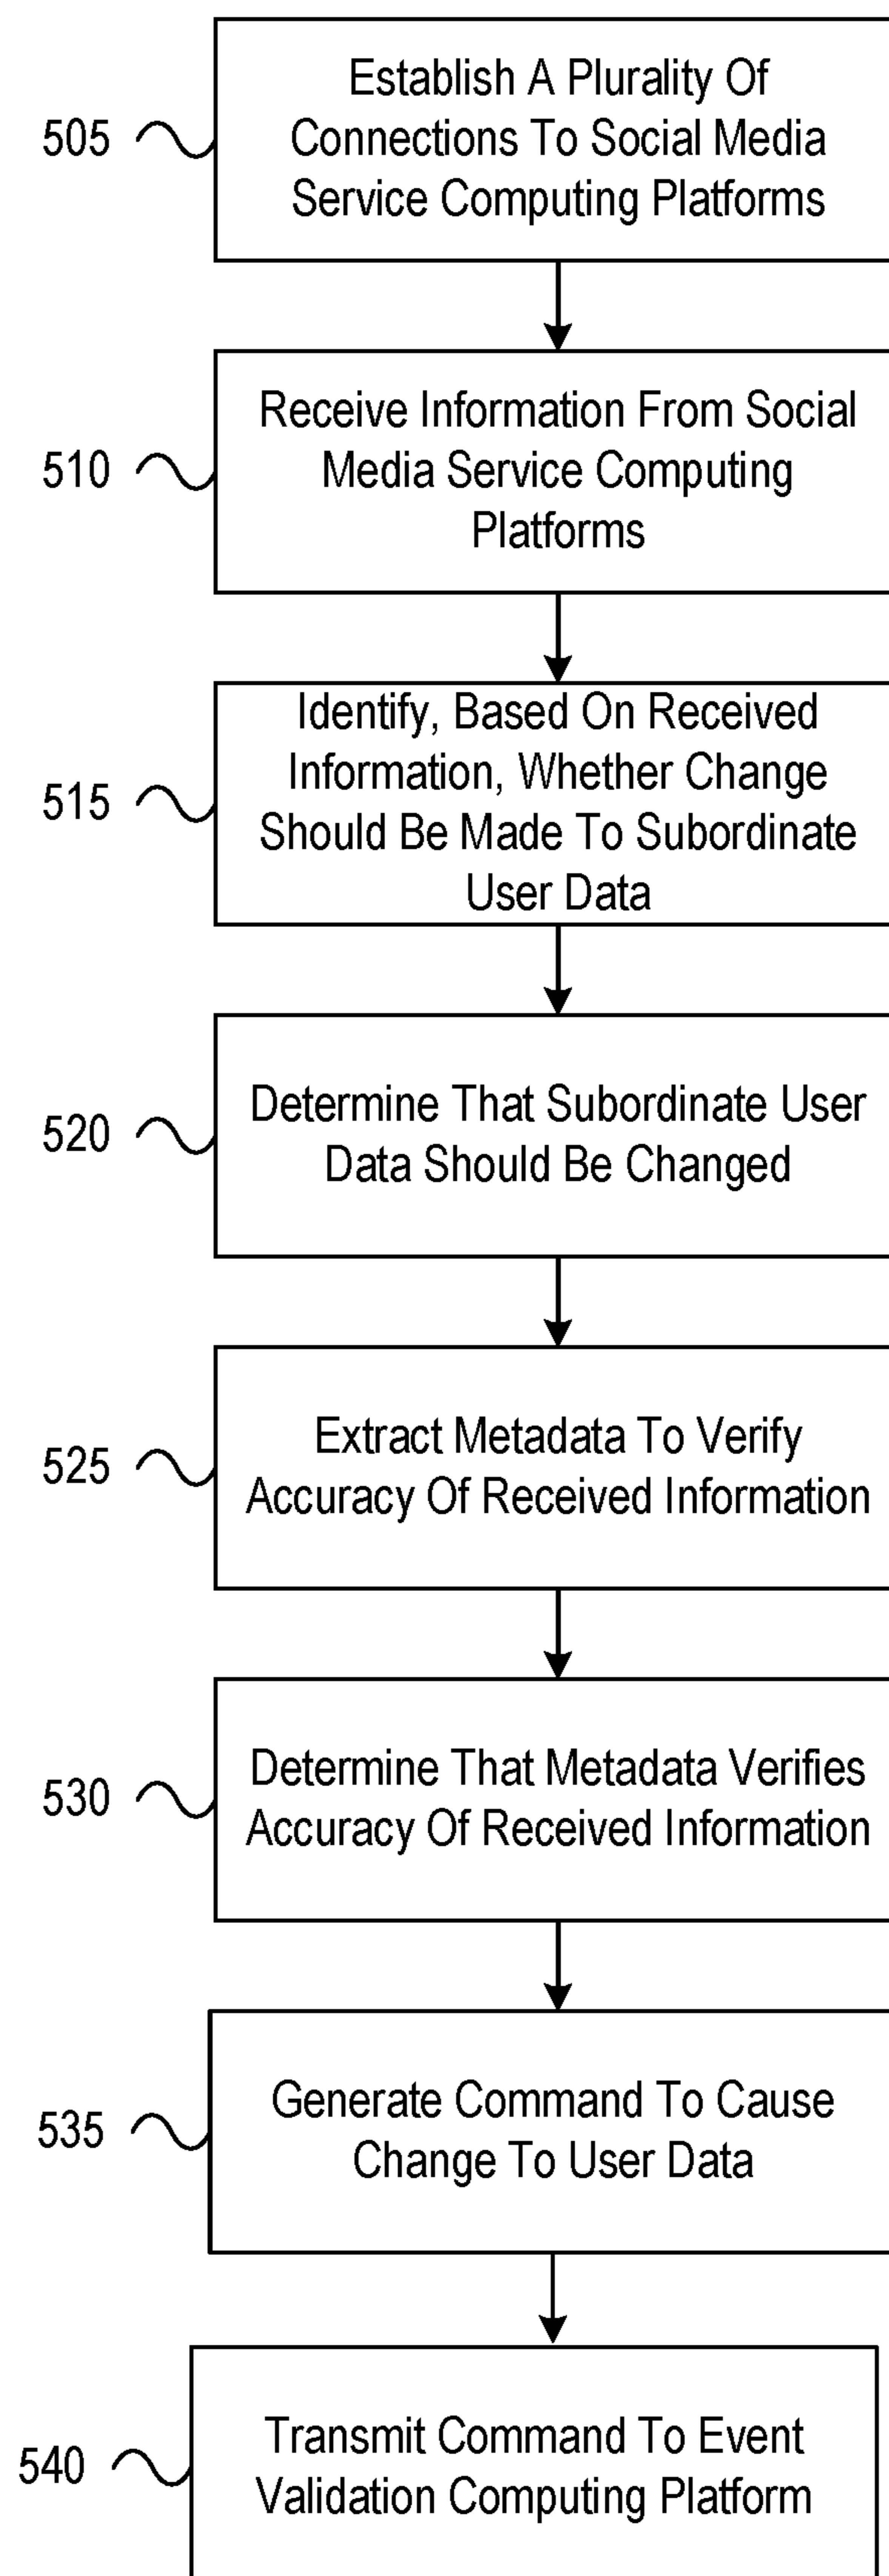 505
Establish A Plurality Of
Connections To Social Media
Service Computing Platforms
510
Receive Information From Social
Media Service Computing
Platforms
515
Identify, Based On Received
Information, Whether Change
Should Be Made To Subordinate
User Data
520
Determine That Subordinate User
Data Should Be Changed
525
Extract Metadata To Verify
Accuracy Of Received Information
530
Determine That Metadata Verifies
Accuracy Of Received Information
535
Generate Command To Cause
Change To User Data
540
Transmit Command To Event
Validation Computing Platform